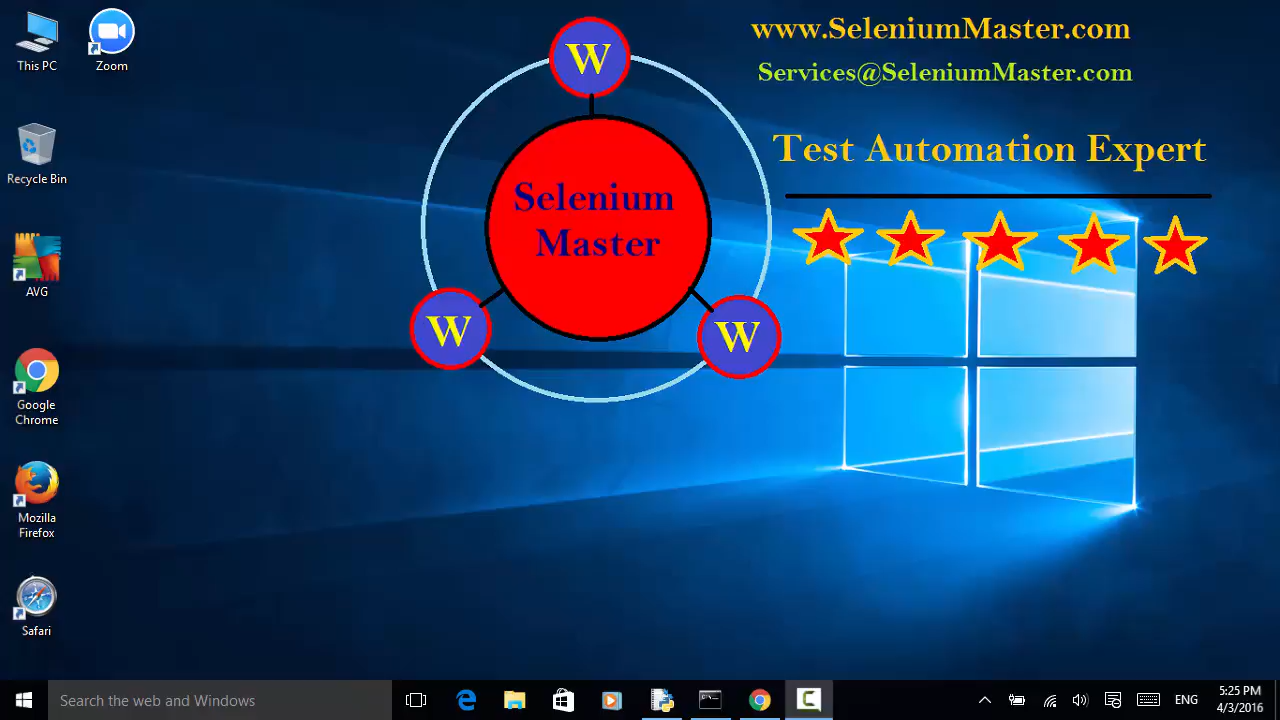 This PC
Zoom
Recycle Bin
AVG
Google
Chrome
Mozilla
Firefox
Safari
W
Selenium
Master
W
W
www.SeleniumMaster.com
Services@SeleniumMaster.com
Test Automation Expert
Search the web and Windows
ENG
5:25 PM
4/3/2016